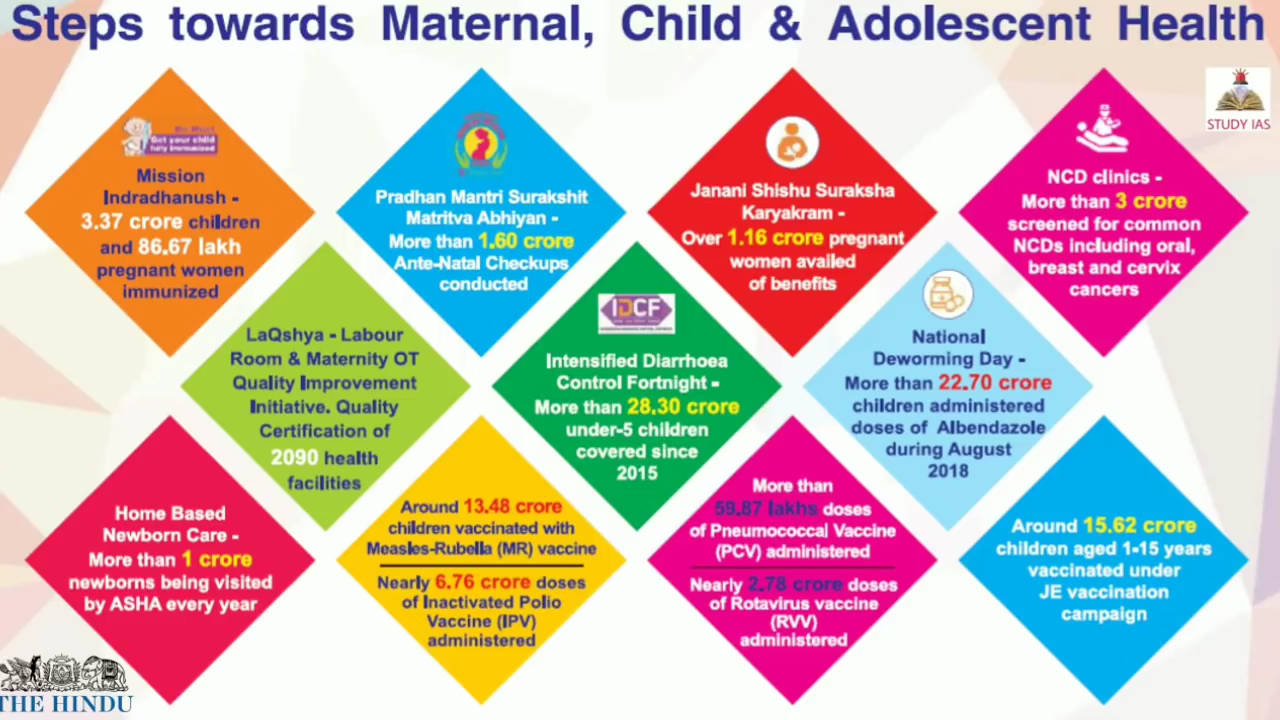 Steps towards Maternal, Child & Adolescent Health
STUDY IAS
Get your child
fully immunized
Mission
Indradhanush -
3.37 crore children
and 86.67 lakh
pregnant women
immunized
Pradhan Mantri Surakshit
Matritva Abhiyan -
More than 1.60 crore
Ante-Natal Checkups
conducted
Janani Shishu Suraksha
Karyakram -
Over 1.16 crore pregnant
women availed
of benefits
NCD clinics -
More than 3 crore
screened for common
NCDs including oral,
breast and cervix
cancers
LaQshya - Labour
Room & Maternity OT
Quality Improvement
Initiative. Quality
Certification of
2090 health
facilities
IDCF
Intensified Diarrhoea
Control Fortnight -
More than 28.30 crore
under-5 children
covered since
2015
National
Deworming Day -
More than 22.70 crore
children administered
doses of Albendazole
during August
2018
Home Based
Newborn Care -
More than 1 crore
newborns being visited
by ASHA every year
Around 13.48 crore
children vaccinated with
Measles-Rubella (MR) vaccine
Nearly 6.76 crore doses
of Inactivated Polio
Vaccine (IPV)
administered
More than
59.87 lakhs doses
of Pneumococcal Vaccine
(PCV) administered
Nearly 2.78 crore doses
of Rotavirus vaccine
(RVV)
administered
Around 15.62 crore
children aged 1-15 years
vaccinated under
JE vaccination
campaign
THE HINDU